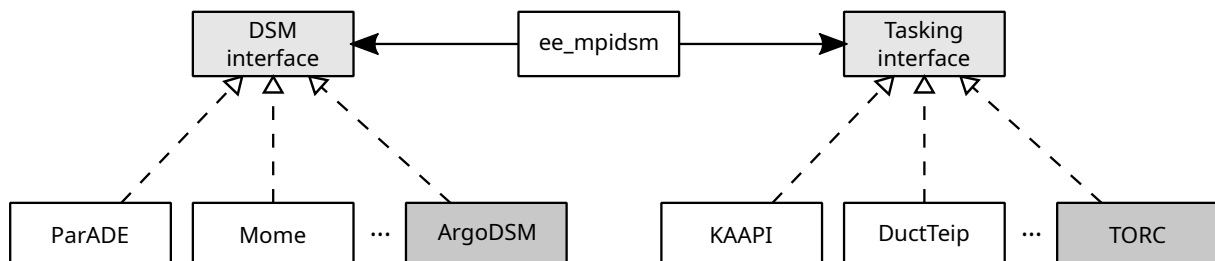 DSM
interface
ee_mpidsm
Tasking
interface
ParADE
Mome
...
ArgoDSM
KAAPI
DuctTeip
...
TORC